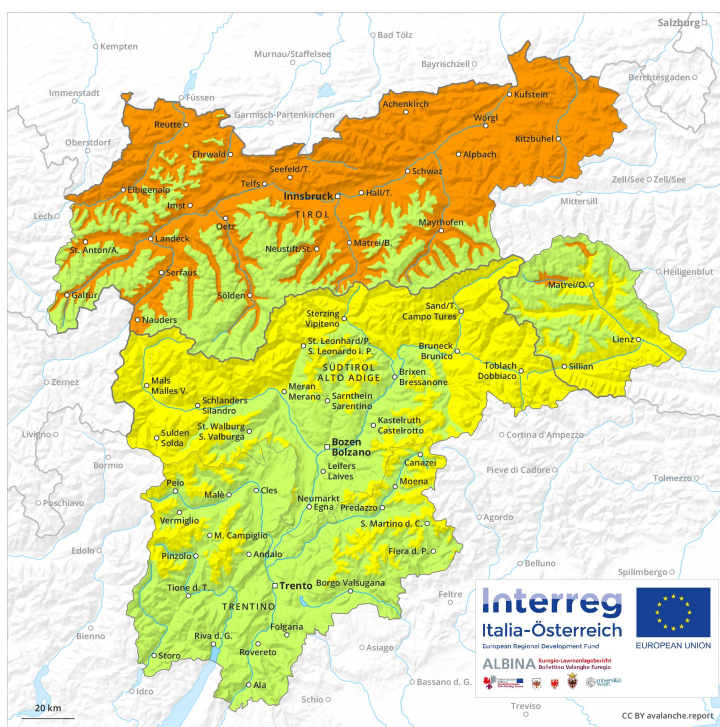 Salzburg
Bad Tölz
Kempten
Murnau/Staffelsee
Bayrischzell
Berchtesgaden
Immenstadt
Füssen
Achenkirch
Kufstein
Reutte
Garmisch-Partenkirchen
Wörgl
Oberstdorf
Ehrwald
Kitzbühel
Seefeld/T.
Alpbach
Schwaz
Elbigenalp
Telfs
Innsbruck
Hall/T.
Zell/See
Zell/See
Mittersill
Imst
TIROL
Lech
Oetz
Mayrhofen
St. Anton/A.
Landeck
Neustift/St.
Matrei/B.
Serfaus
Heiligenblut
Galtür
Sölden
Matrei/O.
Nauders
Sterzing
Vipiteno
Sand/T.
Campo Tures
Lienz
St. Leonhard/P.
S. Leonardo i. P.
Bruneck
Brunico
Zernez
Mals
Malles V.
SÜDTIROL
ALTO ADIGE
Brixen
Bressanone
Toblach
Dobbiaco
Sillian
Meran
Merano
Sarnthein
Sarentino
Schlanders
Silandro
Livigno
Sulden
Solda
St. Walburg
S. Valburga
Kastelruth
Castelrotto
Cortina d'Ampezzo
Bozen
Bolzano
Bormio
Canazei
Leifers
Laives
Pieve di Cadore
Tolmezzo
Peio
Moena
Poschiavo
Malè
Cles
Neumarkt
Egna
Predazzo
Agordo
Vermiglio
S. Martino d. C.
M. Campiglio
Edolo
Pinzolo
Andalo
Fiera d. P.
Belluno
Spilimbergo
Tione d. T.
Trento
Borgo Valsugana
Feltre
TRENTINO
Folgaria
Bienno
Riva d. G.
Rovereto
Asiago
Storo
Ala
Bassano d. G.
Idro
Schio
Treviso
20 km
Interreg
Italia-Österreich
European Regional Development Fund
EUROPEAN UNION
ALBINA
Euregio-Lawinenlagebericht
Bollettino Valanghe Euregio
universität
wien
CC BY avalanche.report